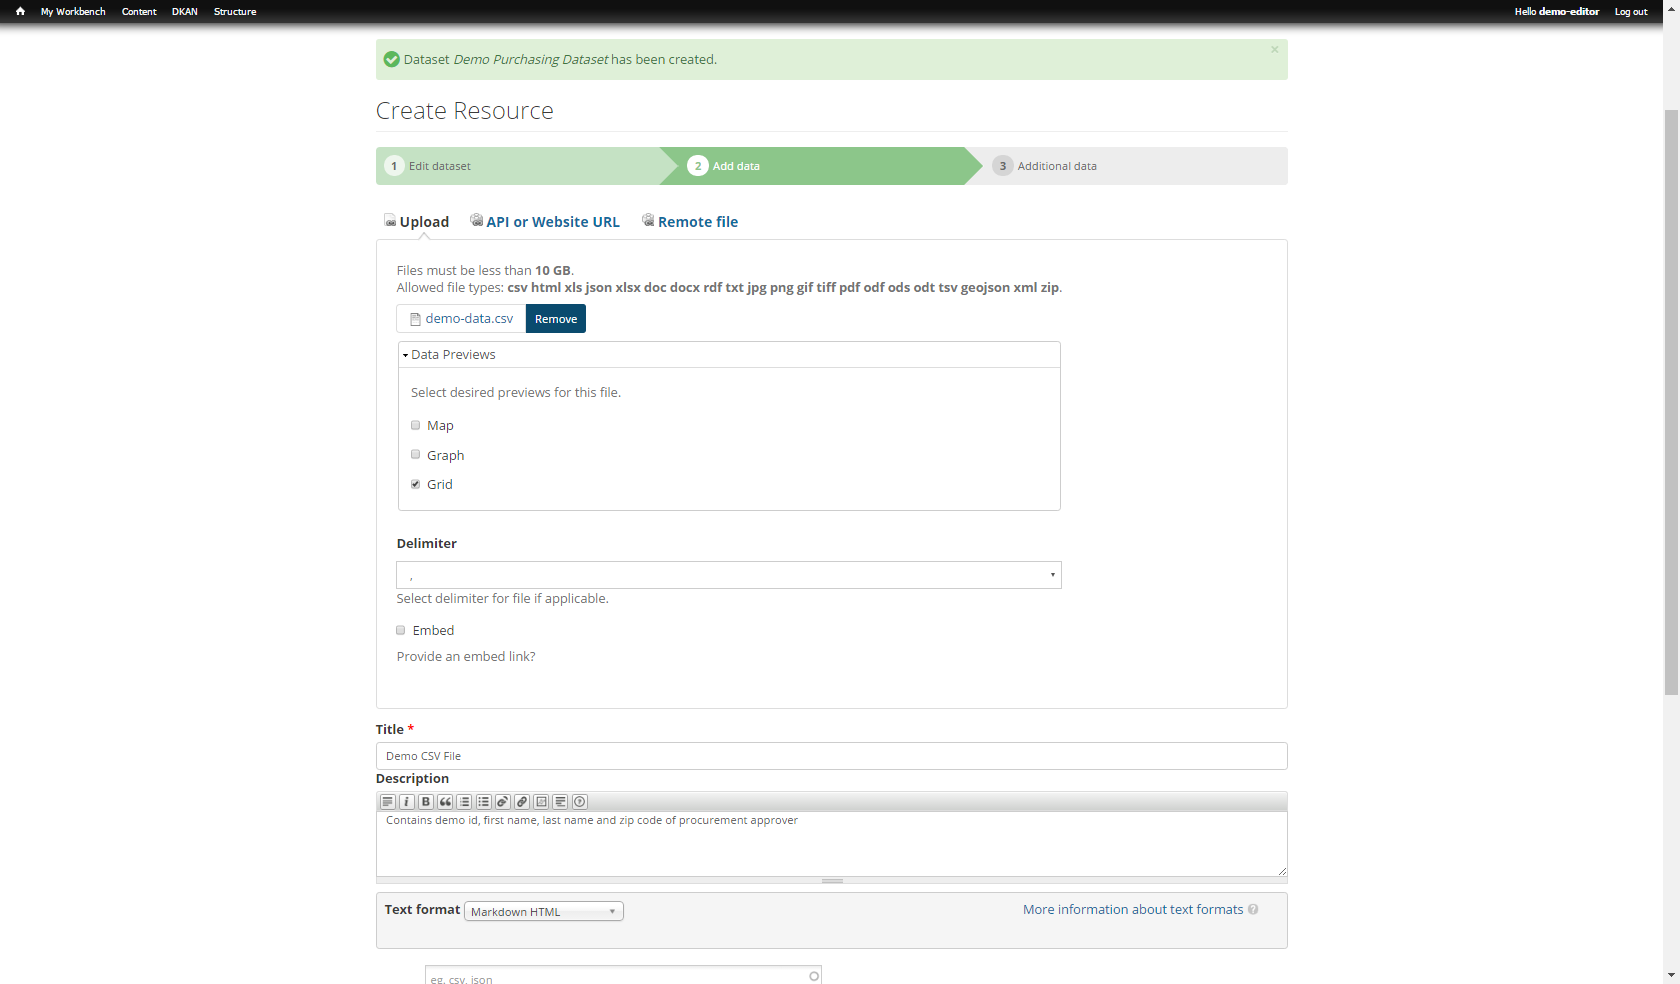 My Workbench Content DKAN Structure Hello demo-editor Log out
Dataset Demo Purchasing Dataset has been created. ×
Create Resource
1 Edit dataset 2 Add data 3 Additional data
Upload API or Website URL Remote file
Files must be less than 10 GB.
Allowed file types: csv html xls json xlsx doc docx rdf txt jpg png gif tiff pdf odf ods odt tsv geojson xml zip.
demo-data.csv Remove
Data Previews
Select desired previews for this file.
Map
Graph
Grid
Delimiter
,
Select delimiter for file if applicable.
Embed
Provide an embed link?
Title *
Demo CSV File
Description
Contains demo id, first name, last name and zip code of procurement approver
Text format Markdown HTML More information about text formats ?
eg. csv, json